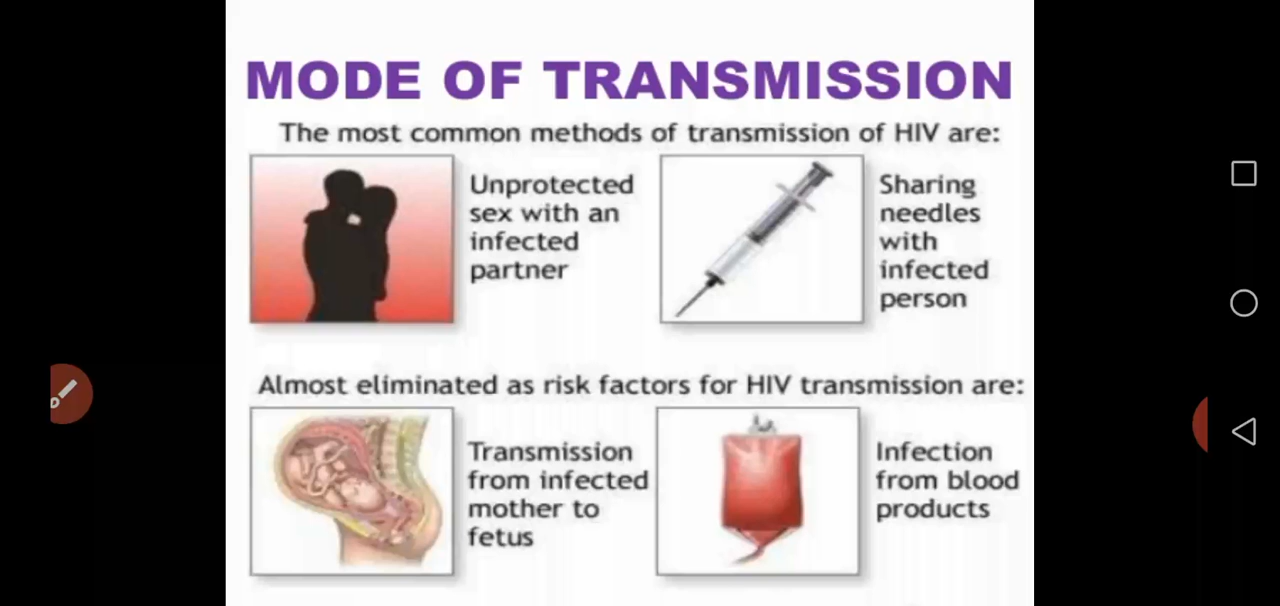 MODE OF TRANSMISSION
The most common methods of transmission of HIV are:
Unprotected
sex with an
infected
partner
Sharing
needles
with
infected
person
Almost eliminated as risk factors for HIV transmission are:
Transmission
from infected
mother to
fetus
Infection
from blood
products